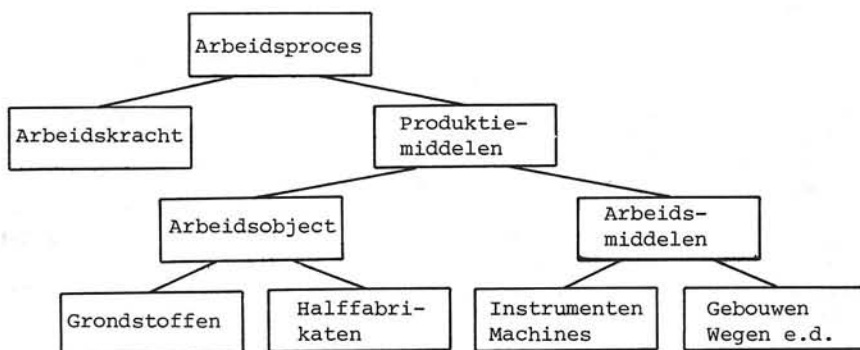 Arbeidsproces
Arbeidskracht
Produktie-
middelen
Arbeidsobject
Arbeids-
middelen
Grondstoffen
Halffabri-
katen
Instrumenten
Machines
Gebouwen
Wegen e.d.